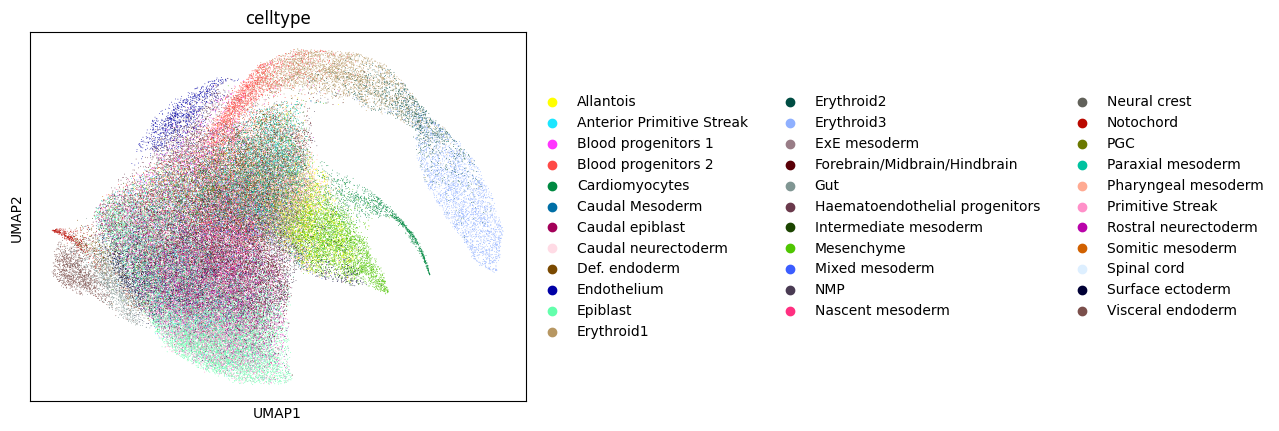 celltype
UMAP2
UMAP1
Allantois
Anterior Primitive Streak
Blood progenitors 1
Blood progenitors 2
Cardiomyocytes
Caudal Mesoderm
Caudal epiblast
Caudal neurectoderm
Def. endoderm
Endothelium
Epiblast
Erythroid1
Erythroid2
Erythroid3
ExE mesoderm
Forebrain/Midbrain/Hindbrain
Gut
Haematoendothelial progenitors
Intermediate mesoderm
Mesenchyme
Mixed mesoderm
NMP
Nascent mesoderm
Neural crest
Notochord
PGC
Paraxial mesoderm
Pharyngeal mesoderm
Primitive Streak
Rostral neurectoderm
Somitic mesoderm
Spinal cord
Surface ectoderm
Visceral endoderm